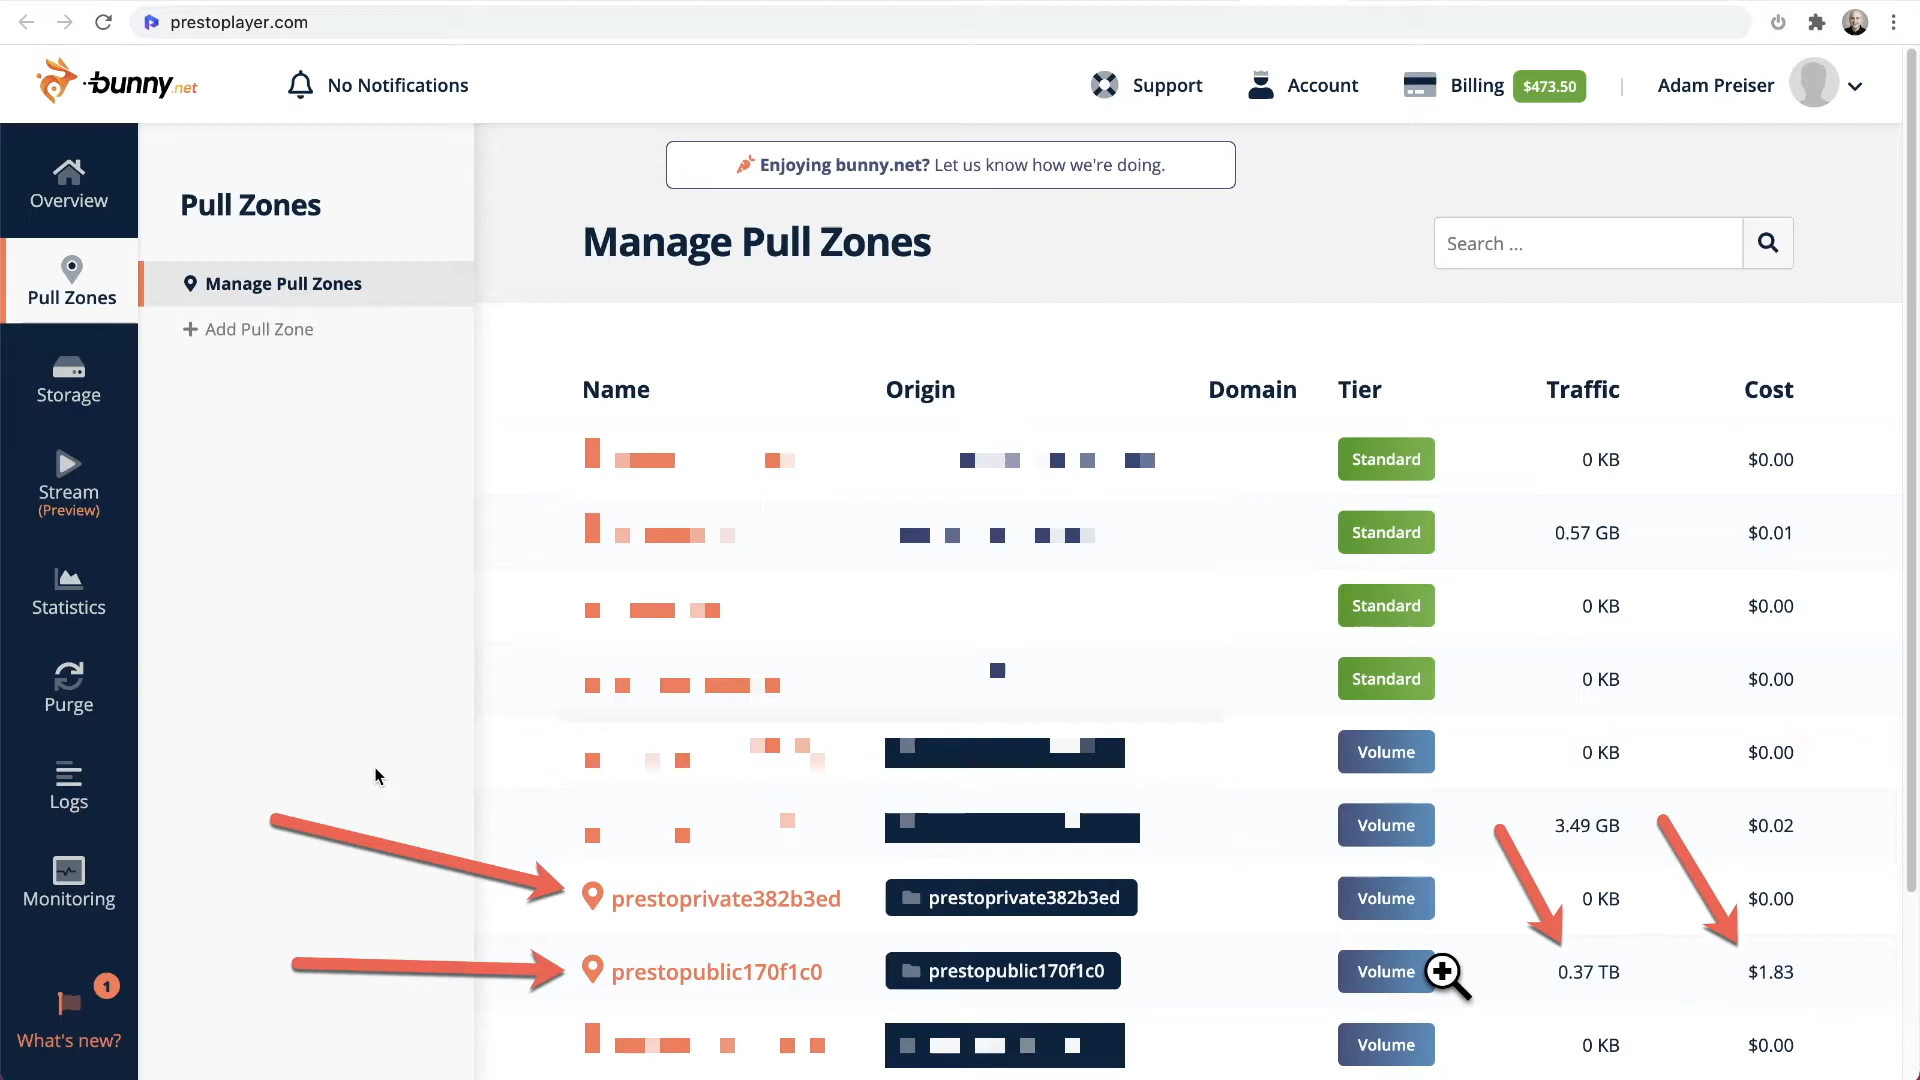 prestoplayer.com
bunny.net
No Notifications
Support
Account
Billing
$473.50
Adam Preiser
Enjoying bunny.net? Let us know how we're doing.
Overview
Pull Zones
Storage
Stream
(Preview)
Statistics
Purge
Logs
Monitoring
1
What's new?
Pull Zones
Manage Pull Zones
Add Pull Zone
Manage Pull Zones
Search ...
Name Origin Domain Tier Traffic Cost
Standard 0 KB $0.00
Standard 0.57 GB $0.01
Standard 0 KB $0.00
Standard 0 KB $0.00
Volume 0 KB $0.00
Volume 3.49 GB $0.02
prestoprivate382b3ed prestoprivate382b3ed Volume 0 KB $0.00
prestopublic170f1c0 prestopublic170f1c0 Volume 0.37 TB $1.83
Volume 0 KB $0.00